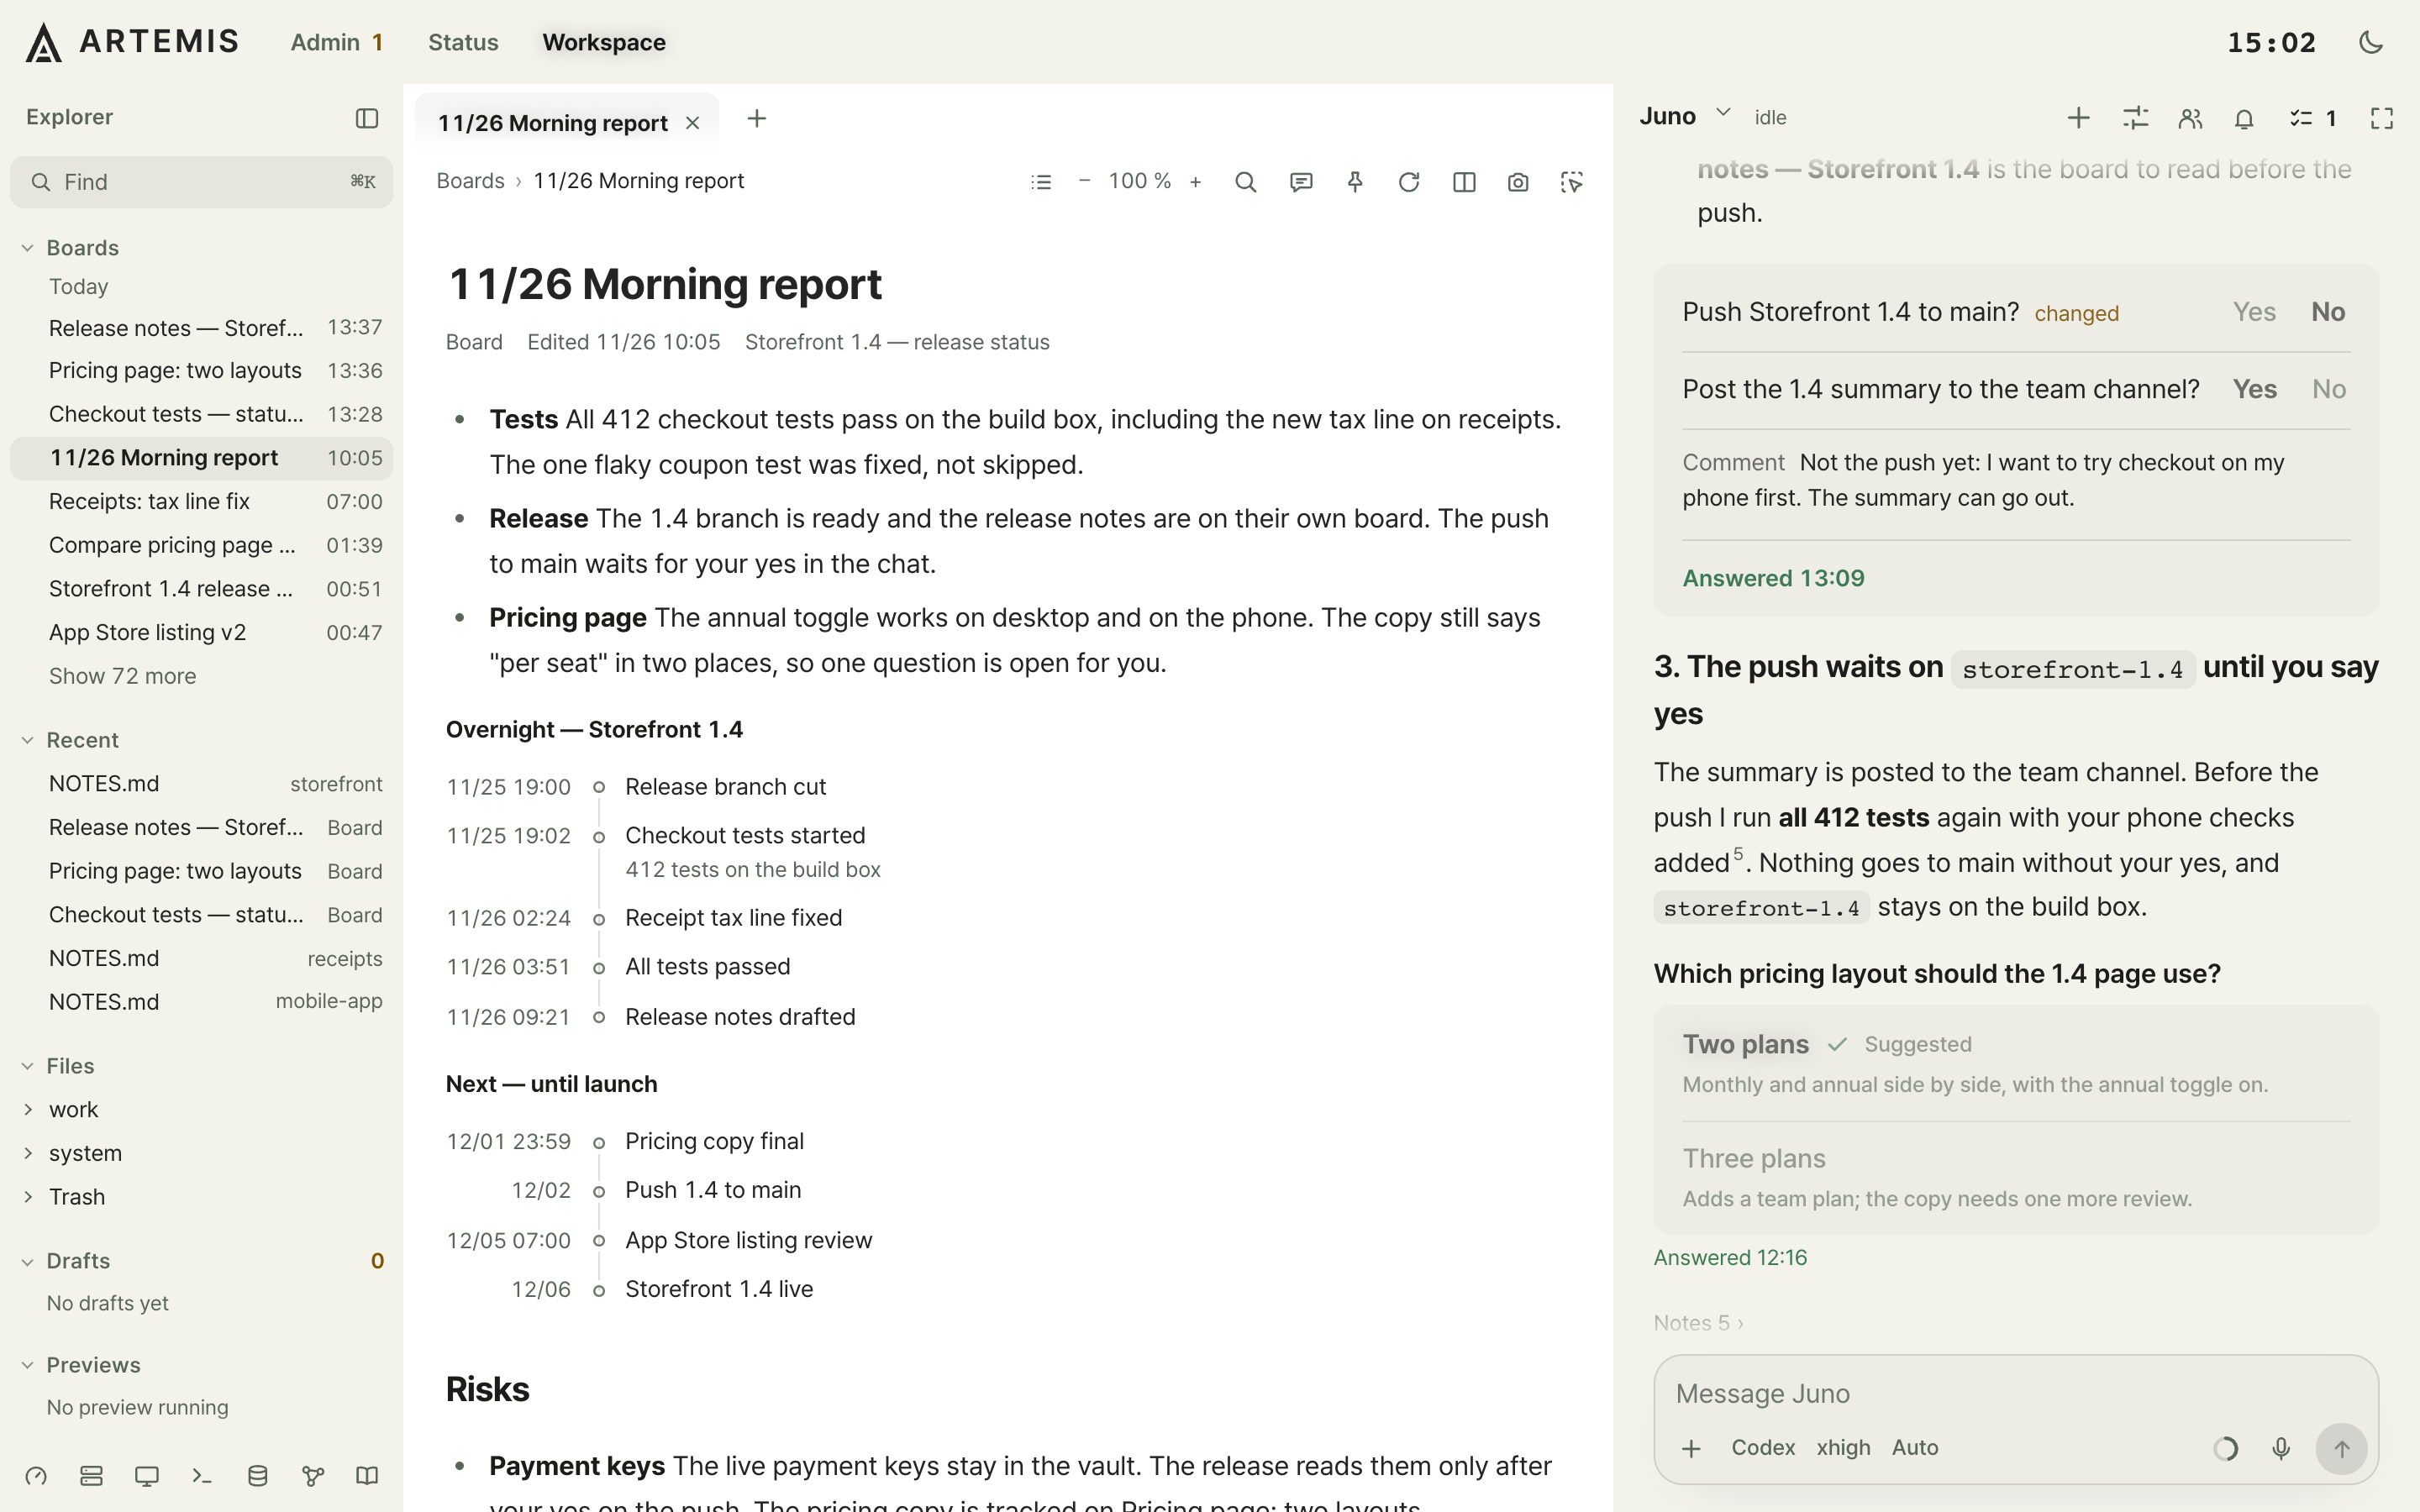 ARTEMIS
Admin 1
Status
Workspace
15:02
Explorer
Find ⌘K
Boards
Today
Release notes — Storef... 13:37
Pricing page: two layouts 13:36
Checkout tests — statu... 13:28
11/26 Morning report 10:05
Receipts: tax line fix 07:00
Compare pricing page ... 01:39
Storefront 1.4 release ... 00:51
App Store listing v2 00:47
Show 72 more
Recent
NOTES.md storefront
Release notes — Storef... Board
Pricing page: two layouts Board
Checkout tests — statu... Board
NOTES.md receipts
NOTES.md mobile-app
Files
work
system
Trash
Drafts 0
No drafts yet
Previews
No preview running
11/26 Morning report
Boards › 11/26 Morning report
− 100 % +
11/26 Morning report
Board Edited 11/26 10:05 Storefront 1.4 — release status
• Tests All 412 checkout tests pass on the build box, including the new tax line on receipts.
The one flaky coupon test was fixed, not skipped.
• Release The 1.4 branch is ready and the release notes are on their own board. The push
to main waits for your yes in the chat.
• Pricing page The annual toggle works on desktop and on the phone. The copy still says
"per seat" in two places, so one question is open for you.
Overnight — Storefront 1.4
11/25 19:00 Release branch cut
11/25 19:02 Checkout tests started
412 tests on the build box
11/26 02:24 Receipt tax line fixed
11/26 03:51 All tests passed
11/26 09:21 Release notes drafted
Next — until launch
12/01 23:59 Pricing copy final
12/02 Push 1.4 to main
12/05 07:00 App Store listing review
12/06 Storefront 1.4 live
Risks
• Payment keys The live payment keys stay in the vault. The release reads them only after
your yes on the push. The pricing copy is tracked on Pricing page: two layouts.
Juno idle
1
notes — Storefront 1.4 is the board to read before the
push.
Push Storefront 1.4 to main? changed Yes No
Post the 1.4 summary to the team channel? Yes No
Comment Not the push yet: I want to try checkout on my
phone first. The summary can go out.
Answered 13:09
3. The push waits on storefront-1.4 until you say
yes
The summary is posted to the team channel. Before the
push I run all 412 tests again with your phone checks
added5. Nothing goes to main without your yes, and
storefront-1.4 stays on the build box.
Which pricing layout should the 1.4 page use?
Two plans Suggested
Monthly and annual side by side, with the annual toggle on.
Three plans
Adds a team plan; the copy needs one more review.
Answered 12:16
Notes 5 ›
Message Juno
Codex xhigh Auto